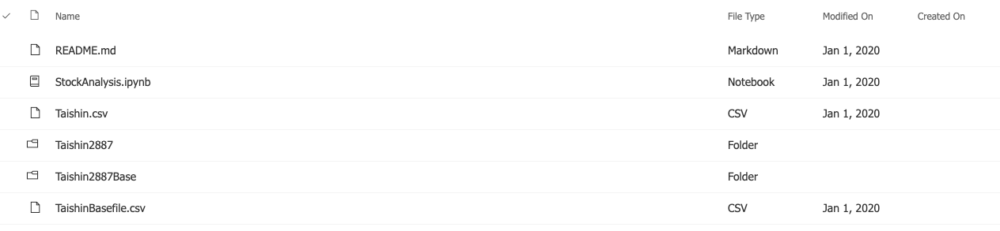 Name File Type Modified On Created On
README.md Markdown Jan 1, 2020
StockAnalysis.ipynb Notebook Jan 1, 2020
Taishin.csv CSV Jan 1, 2020
Taishin2887 Folder
Taishin2887Base Folder
TaishinBasefile.csv CSV Jan 1, 2020